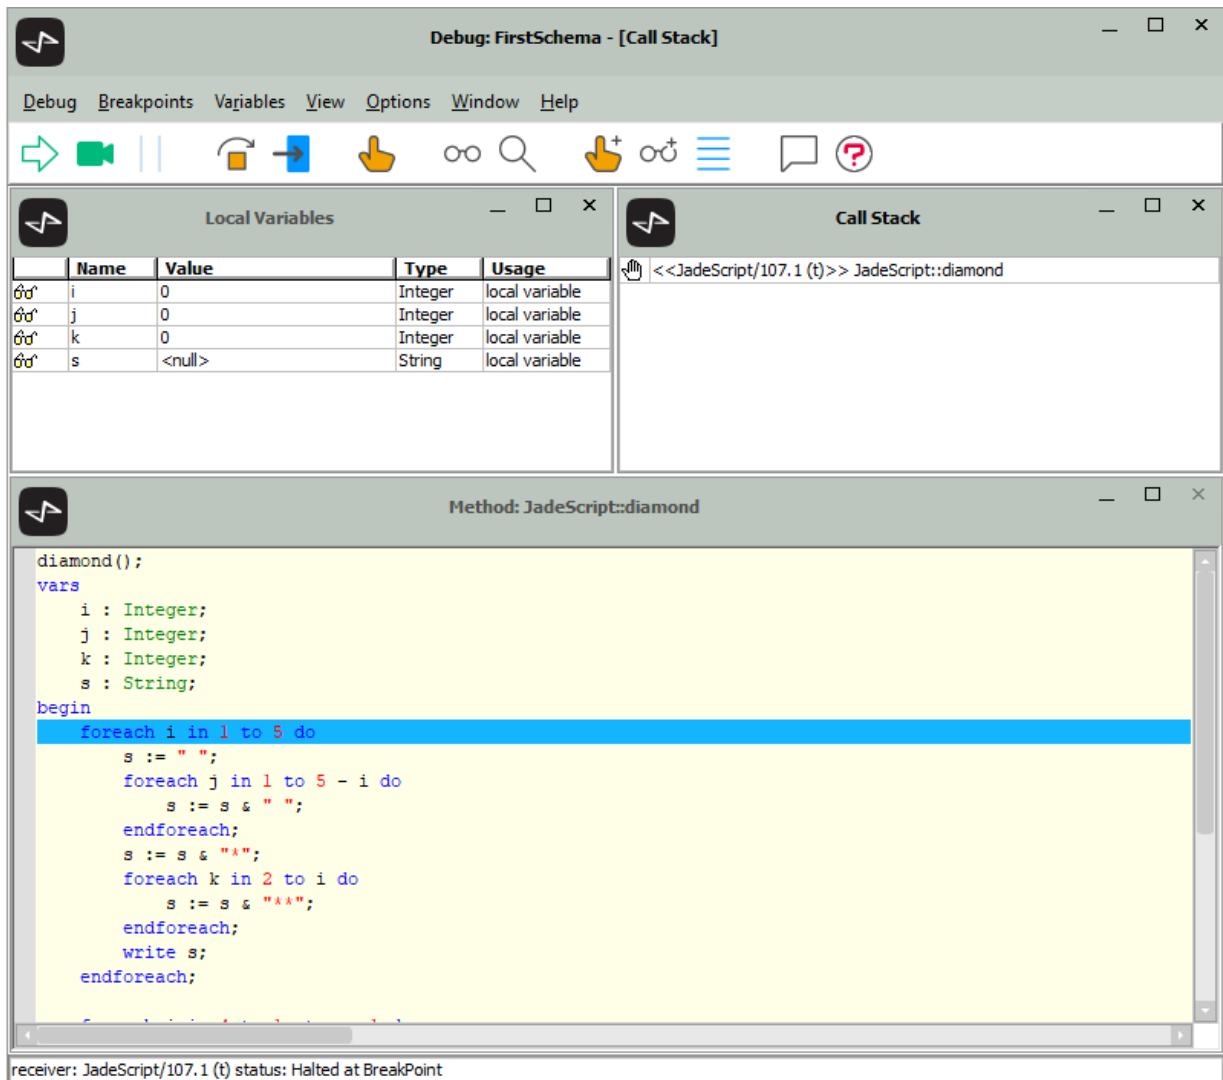 Debug: FirstSchema - [Call Stack]
Debug Breakpoints Variables View Options Window Help
Local Variables
Name Value Type Usage
i 0 Integer local variable
j 0 Integer local variable
k 0 Integer local variable
s <null> String local variable
Call Stack
<<JadeScript/107.1 (t)>> JadeScript::diamond
Method: JadeScript::diamond
diamond();
vars
i : Integer;
j : Integer;
k : Integer;
s : String;
begin
foreach i in 1 to 5 do
s := " ";
foreach j in 1 to 5 - i do
s := s & " ";
endforeach;
s := s & "*";
foreach k in 2 to i do
s := s & "**";
endforeach;
write s;
endforeach;
receiver: JadeScript/107.1 (t) status: Halted at BreakPoint